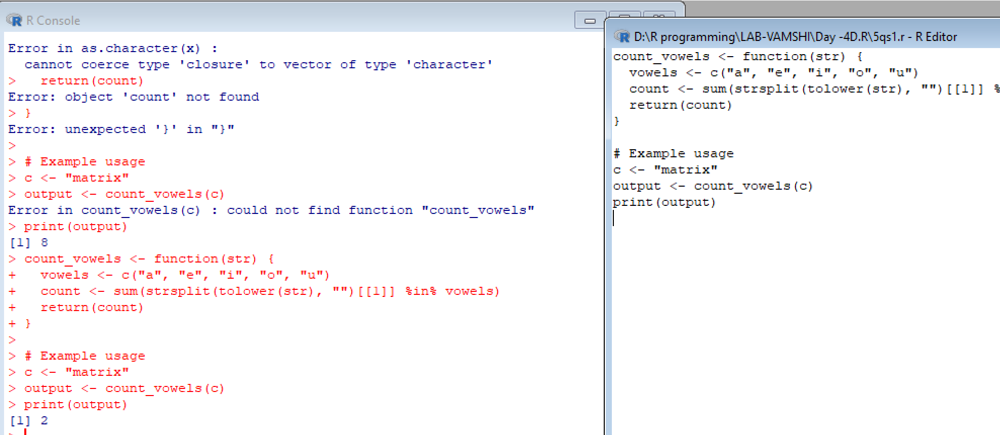 R Console
Error in as.character(x) :
  cannot coerce type 'closure' to vector of type 'character'
>   return(count)
Error: object 'count' not found
> }
Error: unexpected '}' in "}"
>
> # Example usage
> c <- "matrix"
> output <- count_vowels(c)
Error in count_vowels(c) : could not find function "count_vowels"
> print(output)
[1] 8
> count_vowels <- function(str) {
+   vowels <- c("a", "e", "i", "o", "u")
+   count <- sum(strsplit(tolower(str), "")[[1]] %in% vowels)
+   return(count)
+ }
>
> # Example usage
> c <- "matrix"
> output <- count_vowels(c)
> print(output)
[1] 2
>
D:\R programming\LAB-VAMSHI\Day -4D.R\5qs1.r - R Editor
count_vowels <- function(str) {
  vowels <- c("a", "e", "i", "o", "u")
  count <- sum(strsplit(tolower(str), "")[[1]] %
  return(count)
}

# Example usage
c <- "matrix"
output <- count_vowels(c)
print(output)